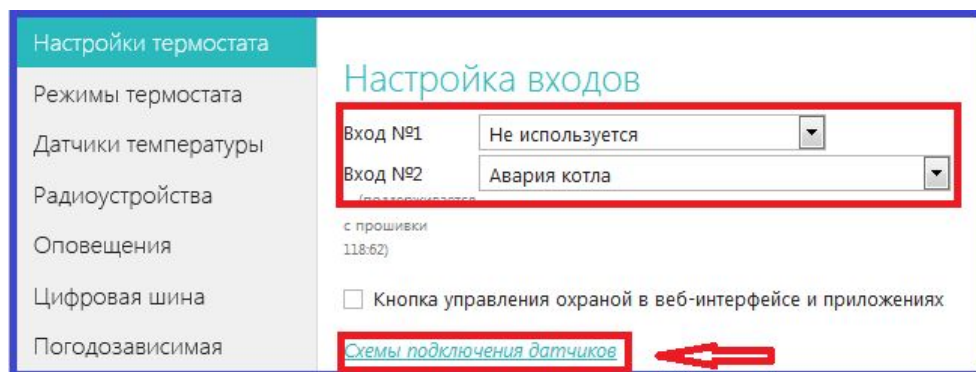 Настройки термостата
Режимы термостата
Датчики температуры
Радиоустройства
Оповещения
Цифровая шина
Погодозависимая
Настройка входов
Вход №1 Не используется
Вход №2 Авария котла
(поддерживается
с прошивки
118:62)
Кнопка управления охраной в веб-интерфейсе и приложениях
Схемы подключения датчиков